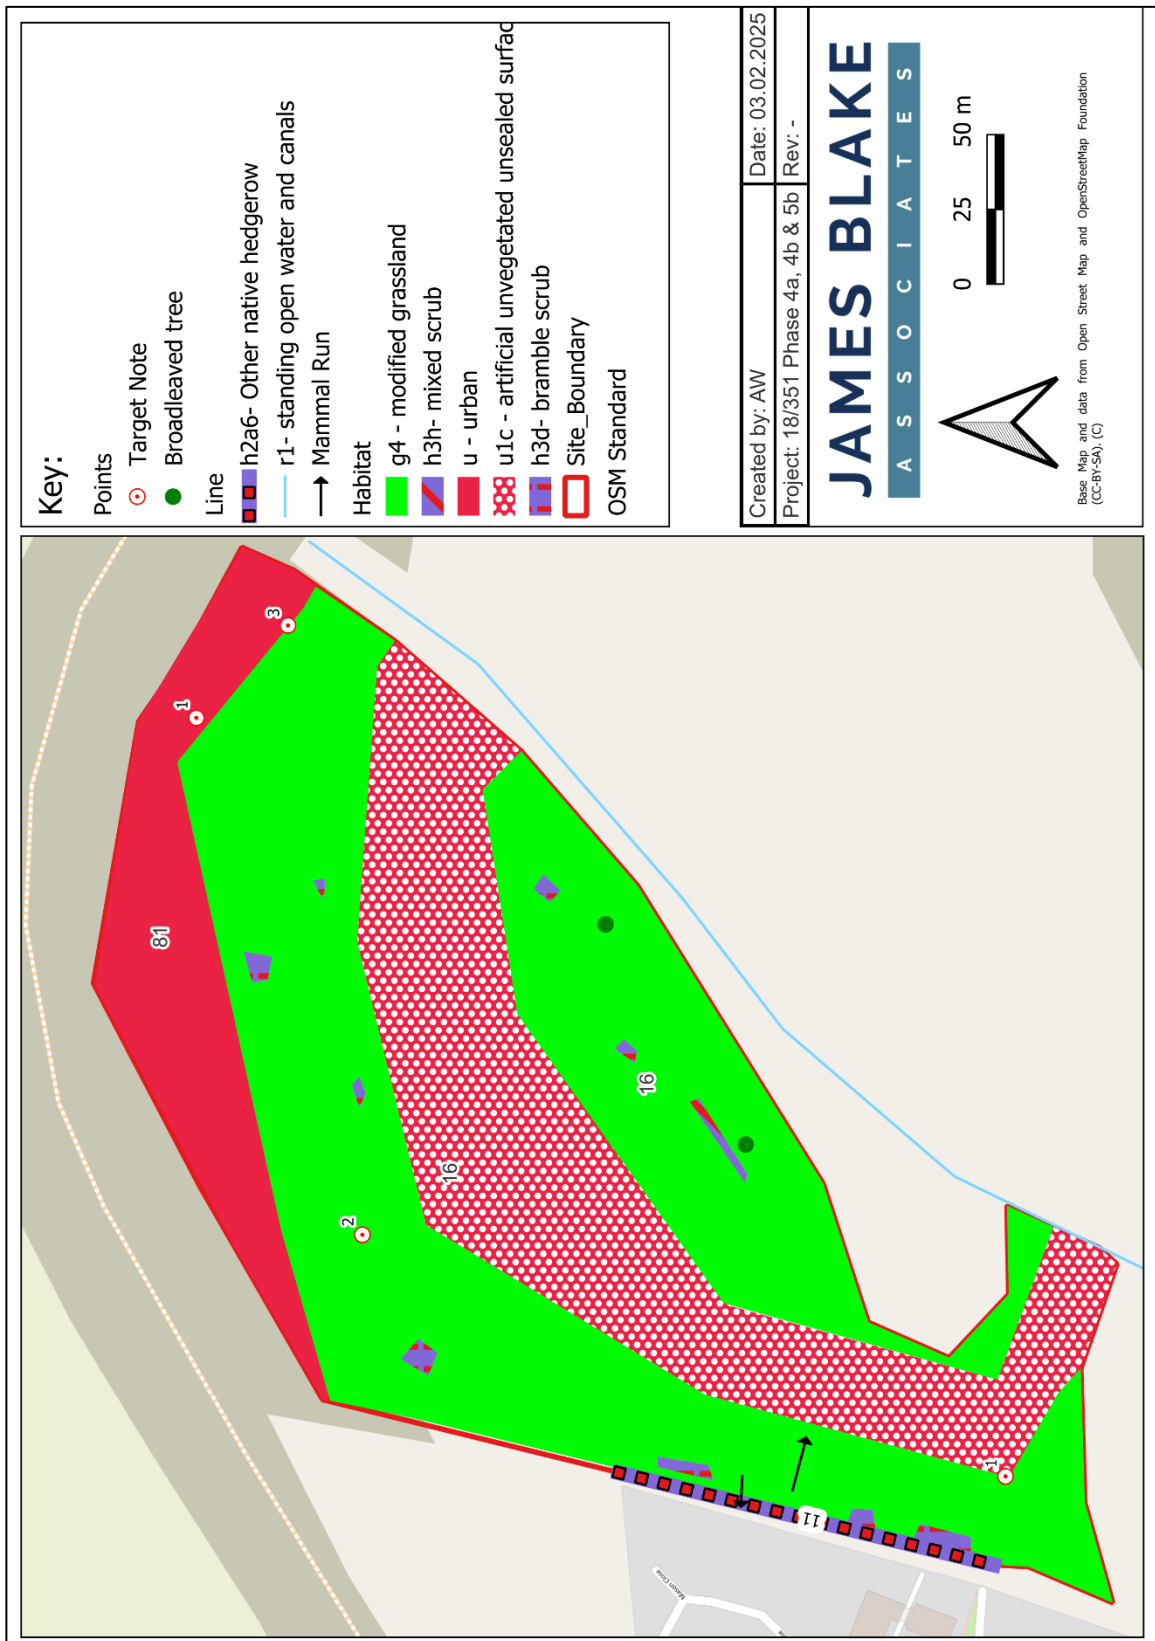 Key:
Points
Target Note
Broadleaved tree
Line
h2a6- Other native hedgerow
r1- standing open water and canals
Mammal Run
Habitat
g4 - modified grassland
h3h- mixed scrub
u - urban
u1c - artificial unvegetated unsealed surfac
h3d- bramble scrub
Site_Boundary
OSM Standard
Created by: AW
Date: 03.02.2025
Project: 18/351 Phase 4a, 4b & 5b
Rev: -
JAMES BLAKE
ASSOCIATES
0 25 50 m
Base Map and data from Open Street Map and OpenStreetMap Foundation
(CC-BY-SA). (C)
3
1
81
2
16
16
1
11
Mason Close